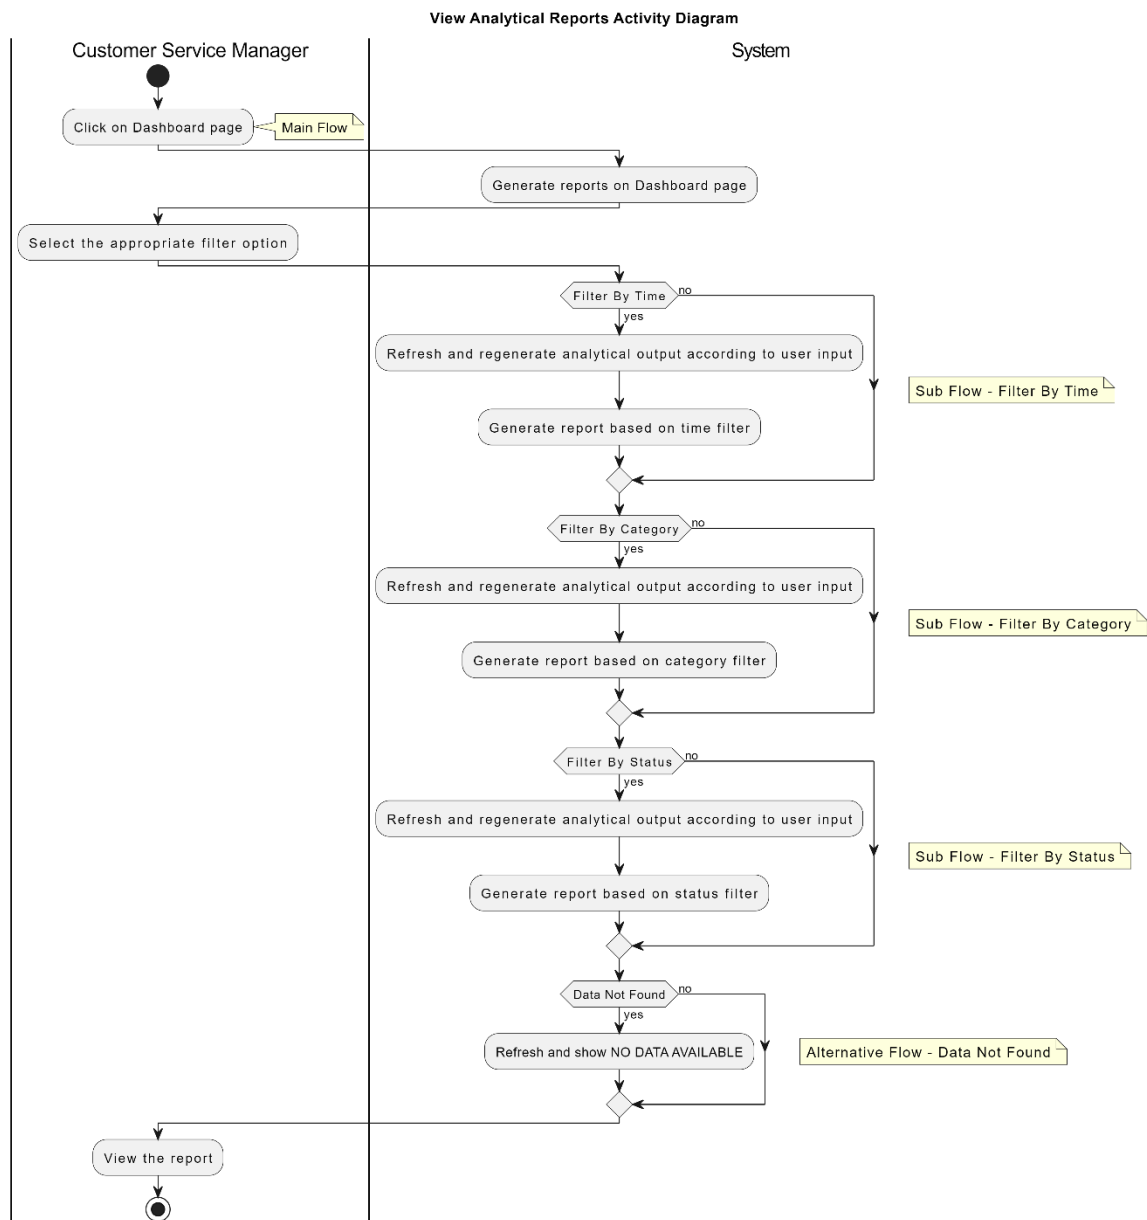 View Analytical Reports Activity Diagram
Customer Service Manager
System
Click on Dashboard page
Main Flow
Generate reports on Dashboard page
Select the appropriate filter option
Filter By Time
no
yes
Refresh and regenerate analytical output according to user input
Sub Flow - Filter By Time
Generate report based on time filter
Filter By Category
no
yes
Refresh and regenerate analytical output according to user input
Sub Flow - Filter By Category
Generate report based on category filter
Filter By Status
no
yes
Refresh and regenerate analytical output according to user input
Sub Flow - Filter By Status
Generate report based on status filter
Data Not Found
no
yes
Refresh and show NO DATA AVAILABLE
Alternative Flow - Data Not Found
View the report